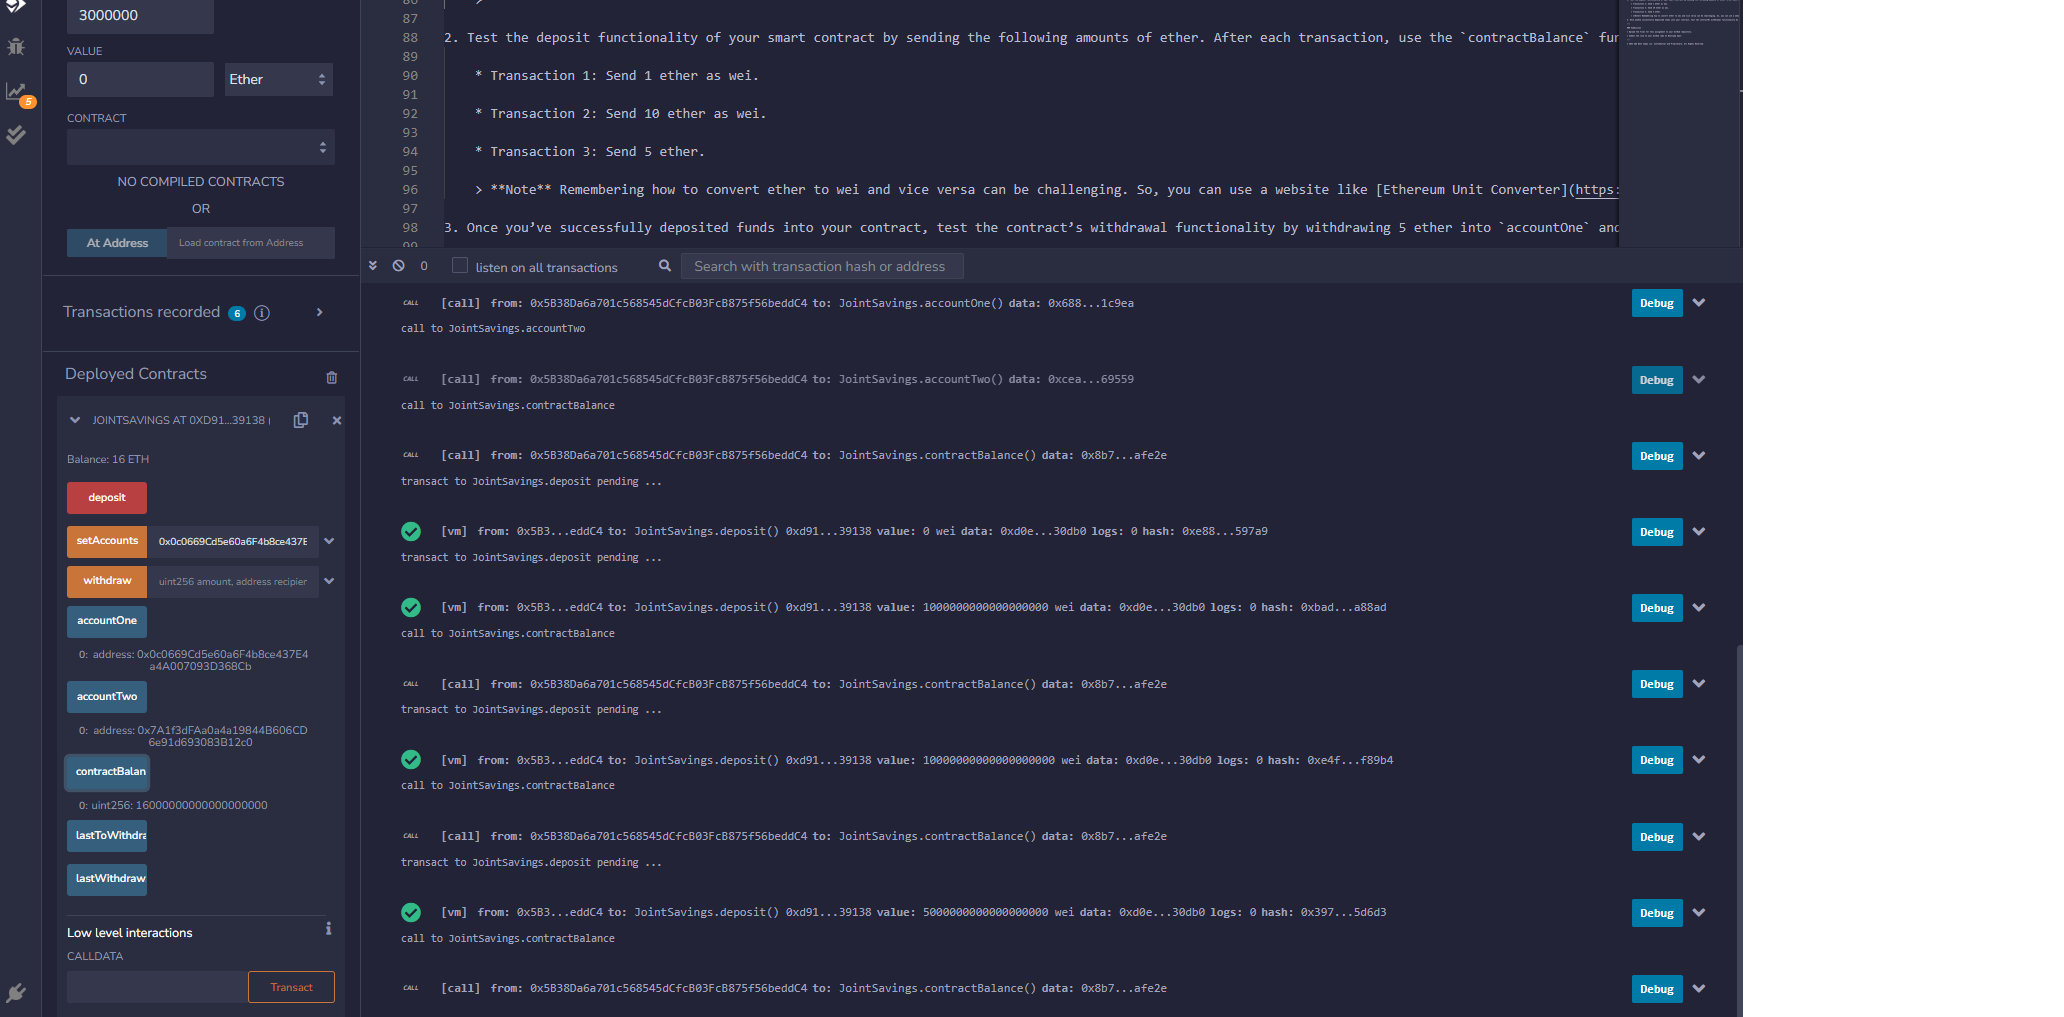 3000000
VALUE
0
Ether
CONTRACT
NO COMPILED CONTRACTS
OR
At Address
Load contract from Address
5
Transactions recorded 6
Deployed Contracts
JOINTSAVINGS AT 0XD91...39138 (
Balance: 16 ETH
deposit
setAccounts
0x0c0669Cd5e60a6F4b8ce437E
withdraw
uint256 amount, address recipier
accountOne
0: address: 0x0c0669Cd5e60a6F4b8ce437E4
a4A007093D368Cb
accountTwo
0: address: 0x7A1f3dFAa0a4a19844B606CD
6e91d693083B12c0
contractBalan
0: uint256: 16000000000000000000
lastToWithdra
lastWithdraw
Low level interactions
CALLDATA
Transact
86 >
87
88 2. Test the deposit functionality of your smart contract by sending the following amounts of ether. After each transaction, use the `contractBalance` fun
89
90 * Transaction 1: Send 1 ether as wei.
91
92 * Transaction 2: Send 10 ether as wei.
93
94 * Transaction 3: Send 5 ether.
95
96 > **Note** Remembering how to convert ether to wei and vice versa can be challenging. So, you can use a website like [Ethereum Unit Converter](https:
97
98 3. Once you’ve successfully deposited funds into your contract, test the contract’s withdrawal functionality by withdrawing 5 ether into `accountOne` and
99
0 listen on all transactions Search with transaction hash or address
CALL [call] from: 0x5B38Da6a701c568545dCfcB03FcB875f56beddC4 to: JointSavings.accountOne() data: 0x688...1c9ea Debug
call to JointSavings.accountTwo
CALL [call] from: 0x5B38Da6a701c568545dCfcB03FcB875f56beddC4 to: JointSavings.accountTwo() data: 0xcea...69559 Debug
call to JointSavings.contractBalance
CALL [call] from: 0x5B38Da6a701c568545dCfcB03FcB875f56beddC4 to: JointSavings.contractBalance() data: 0x8b7...afe2e Debug
transact to JointSavings.deposit pending ...
[vm] from: 0x5B3...eddC4 to: JointSavings.deposit() 0xd91...39138 value: 0 wei data: 0xd0e...30db0 logs: 0 hash: 0xe88...597a9 Debug
transact to JointSavings.deposit pending ...
[vm] from: 0x5B3...eddC4 to: JointSavings.deposit() 0xd91...39138 value: 1000000000000000000 wei data: 0xd0e...30db0 logs: 0 hash: 0xbad...a88ad Debug
call to JointSavings.contractBalance
CALL [call] from: 0x5B38Da6a701c568545dCfcB03FcB875f56beddC4 to: JointSavings.contractBalance() data: 0x8b7...afe2e Debug
transact to JointSavings.deposit pending ...
[vm] from: 0x5B3...eddC4 to: JointSavings.deposit() 0xd91...39138 value: 10000000000000000000 wei data: 0xd0e...30db0 logs: 0 hash: 0xe4f...f89b4 Debug
call to JointSavings.contractBalance
CALL [call] from: 0x5B38Da6a701c568545dCfcB03FcB875f56beddC4 to: JointSavings.contractBalance() data: 0x8b7...afe2e Debug
transact to JointSavings.deposit pending ...
[vm] from: 0x5B3...eddC4 to: JointSavings.deposit() 0xd91...39138 value: 5000000000000000000 wei data: 0xd0e...30db0 logs: 0 hash: 0x397...5d6d3 Debug
call to JointSavings.contractBalance
CALL [call] from: 0x5B38Da6a701c568545dCfcB03FcB875f56beddC4 to: JointSavings.contractBalance() data: 0x8b7...afe2e Debug